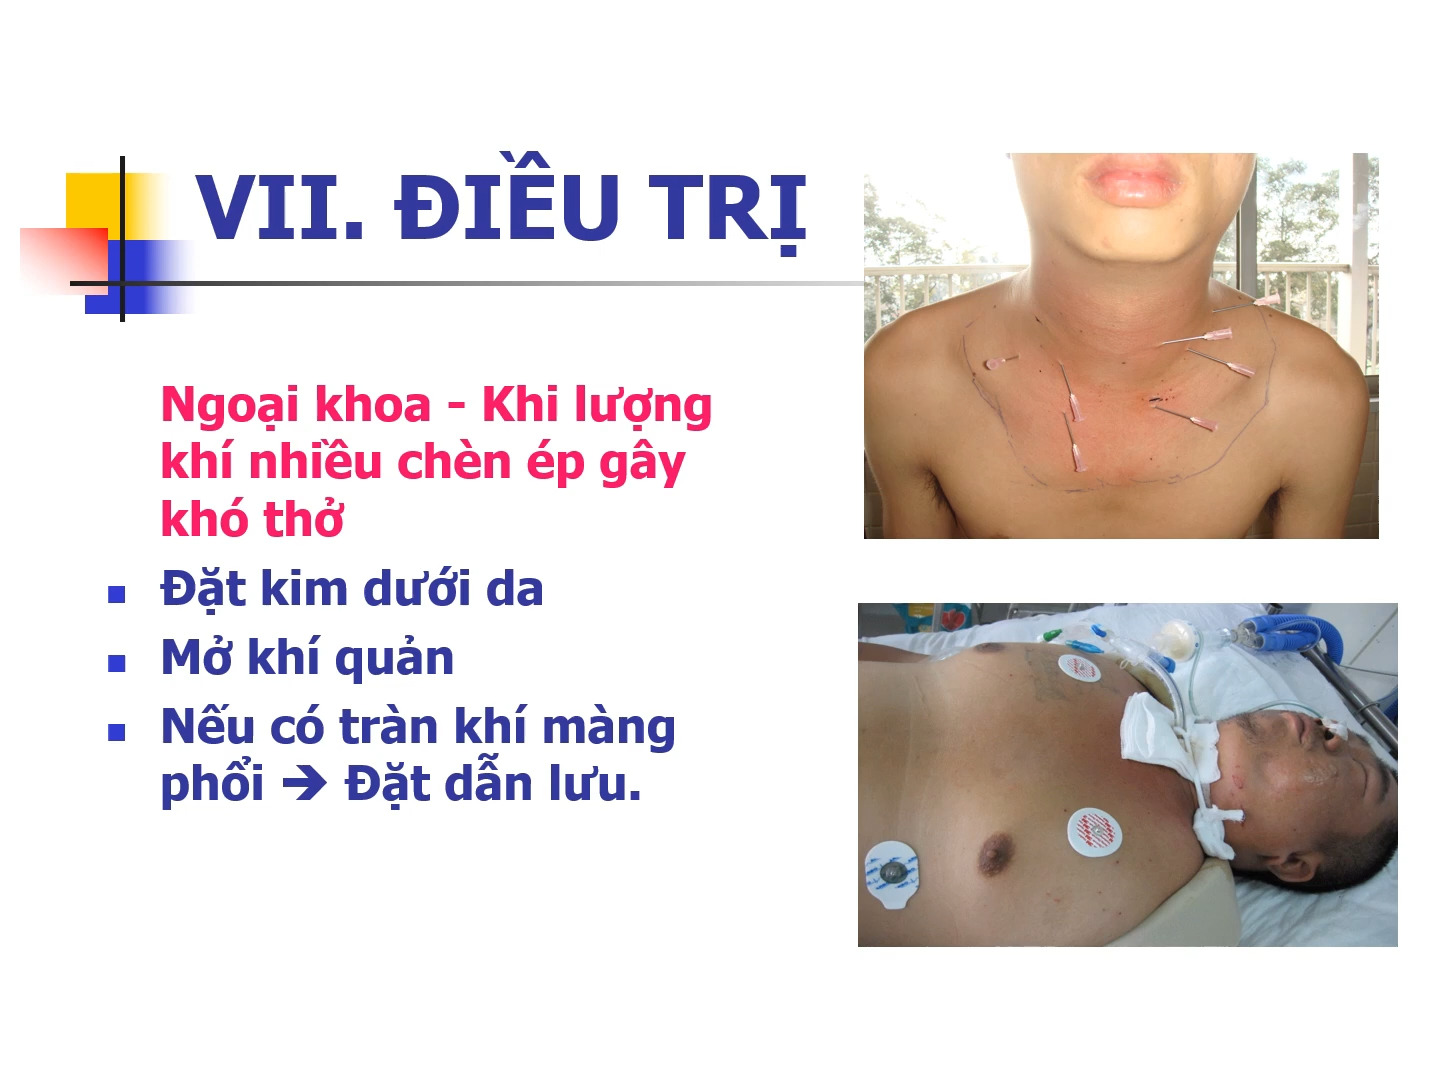 VII. ĐIỀU TRỊ
Ngoại khoa - Khi lượng
khí nhiều chèn ép gây
khó thở
Đặt kim dưới da
Mở khí quản
Nếu có tràn khí màng
phổi ➔ Đặt dẫn lưu.